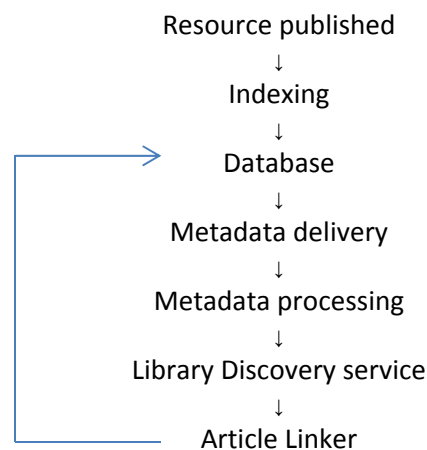 Resource published
↓
Indexing
↓
Database
↓
Metadata delivery
↓
Metadata processing
↓
Library Discovery service
↓
Article Linker